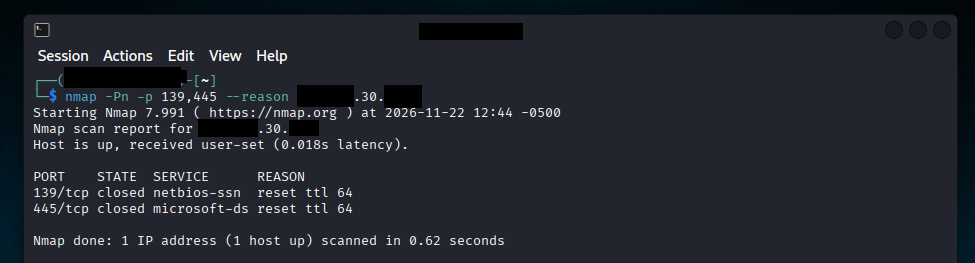 Session Actions Edit View Help
-[~]
$ nmap -Pn -p 139,445 --reason .30.
Starting Nmap 7.991 ( https://nmap.org ) at 2026-11-22 12:44 -0500
Nmap scan report for .30.
Host is up, received user-set (0.018s latency).
PORT STATE SERVICE REASON
139/tcp closed netbios-ssn reset ttl 64
445/tcp closed microsoft-ds reset ttl 64
Nmap done: 1 IP address (1 host up) scanned in 0.62 seconds